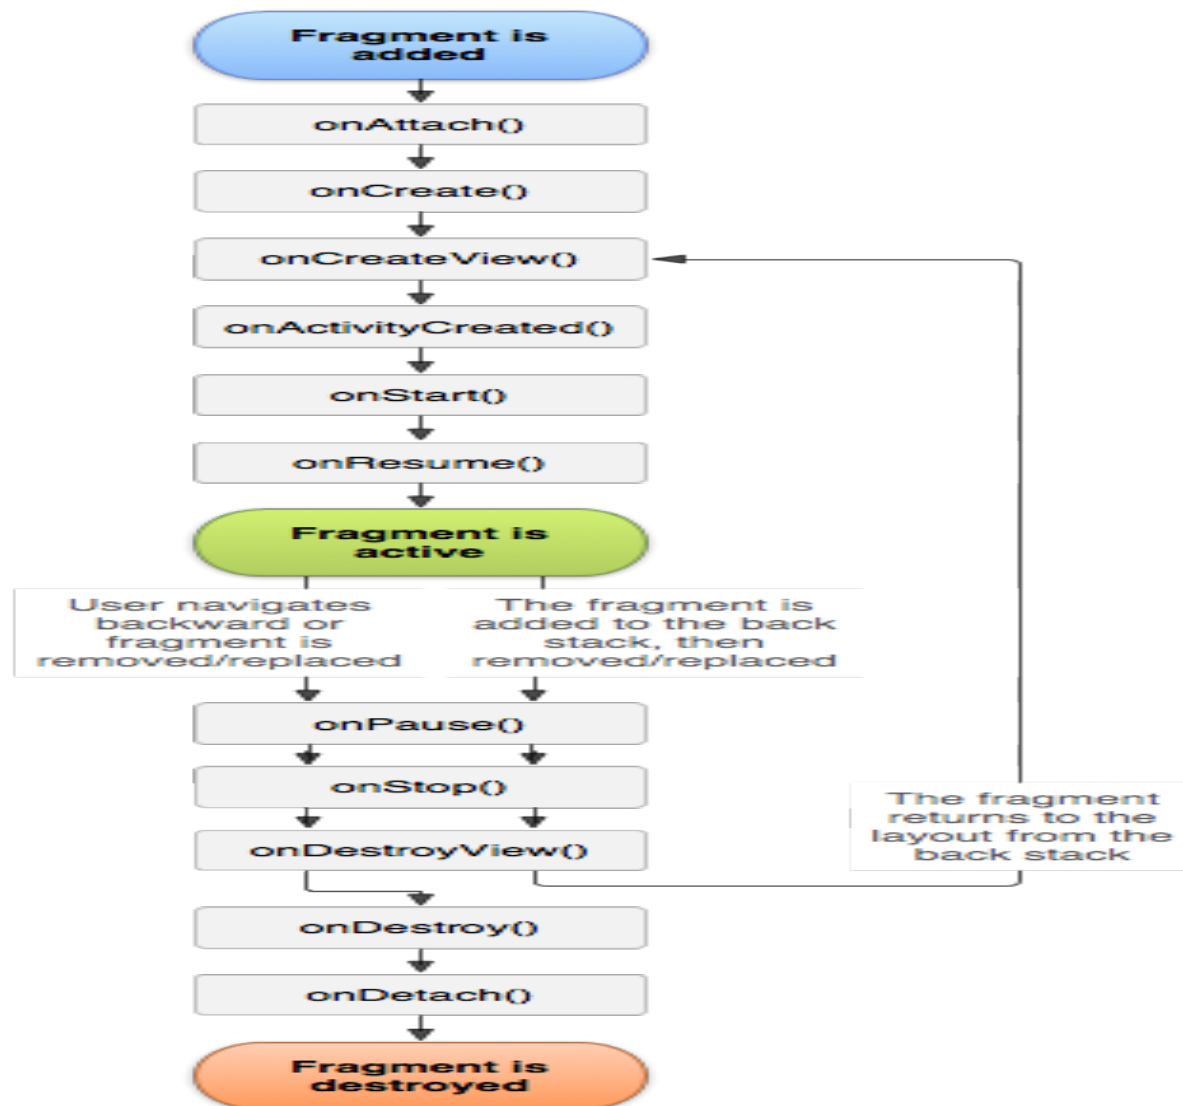 Fragment is
added
onAttach()
onCreate()
onCreateView()
onActivityCreated()
onStart()
onResume()
Fragment is
active
User navigates
backward or
fragment is
removed/replaced
The fragment is
added to the back
stack, then
removed/replaced
onPause()
onStop()
onDestroyView()
The fragment
returns to the
layout from the
back stack
onDestroy()
onDetach()
Fragment is
destroyed